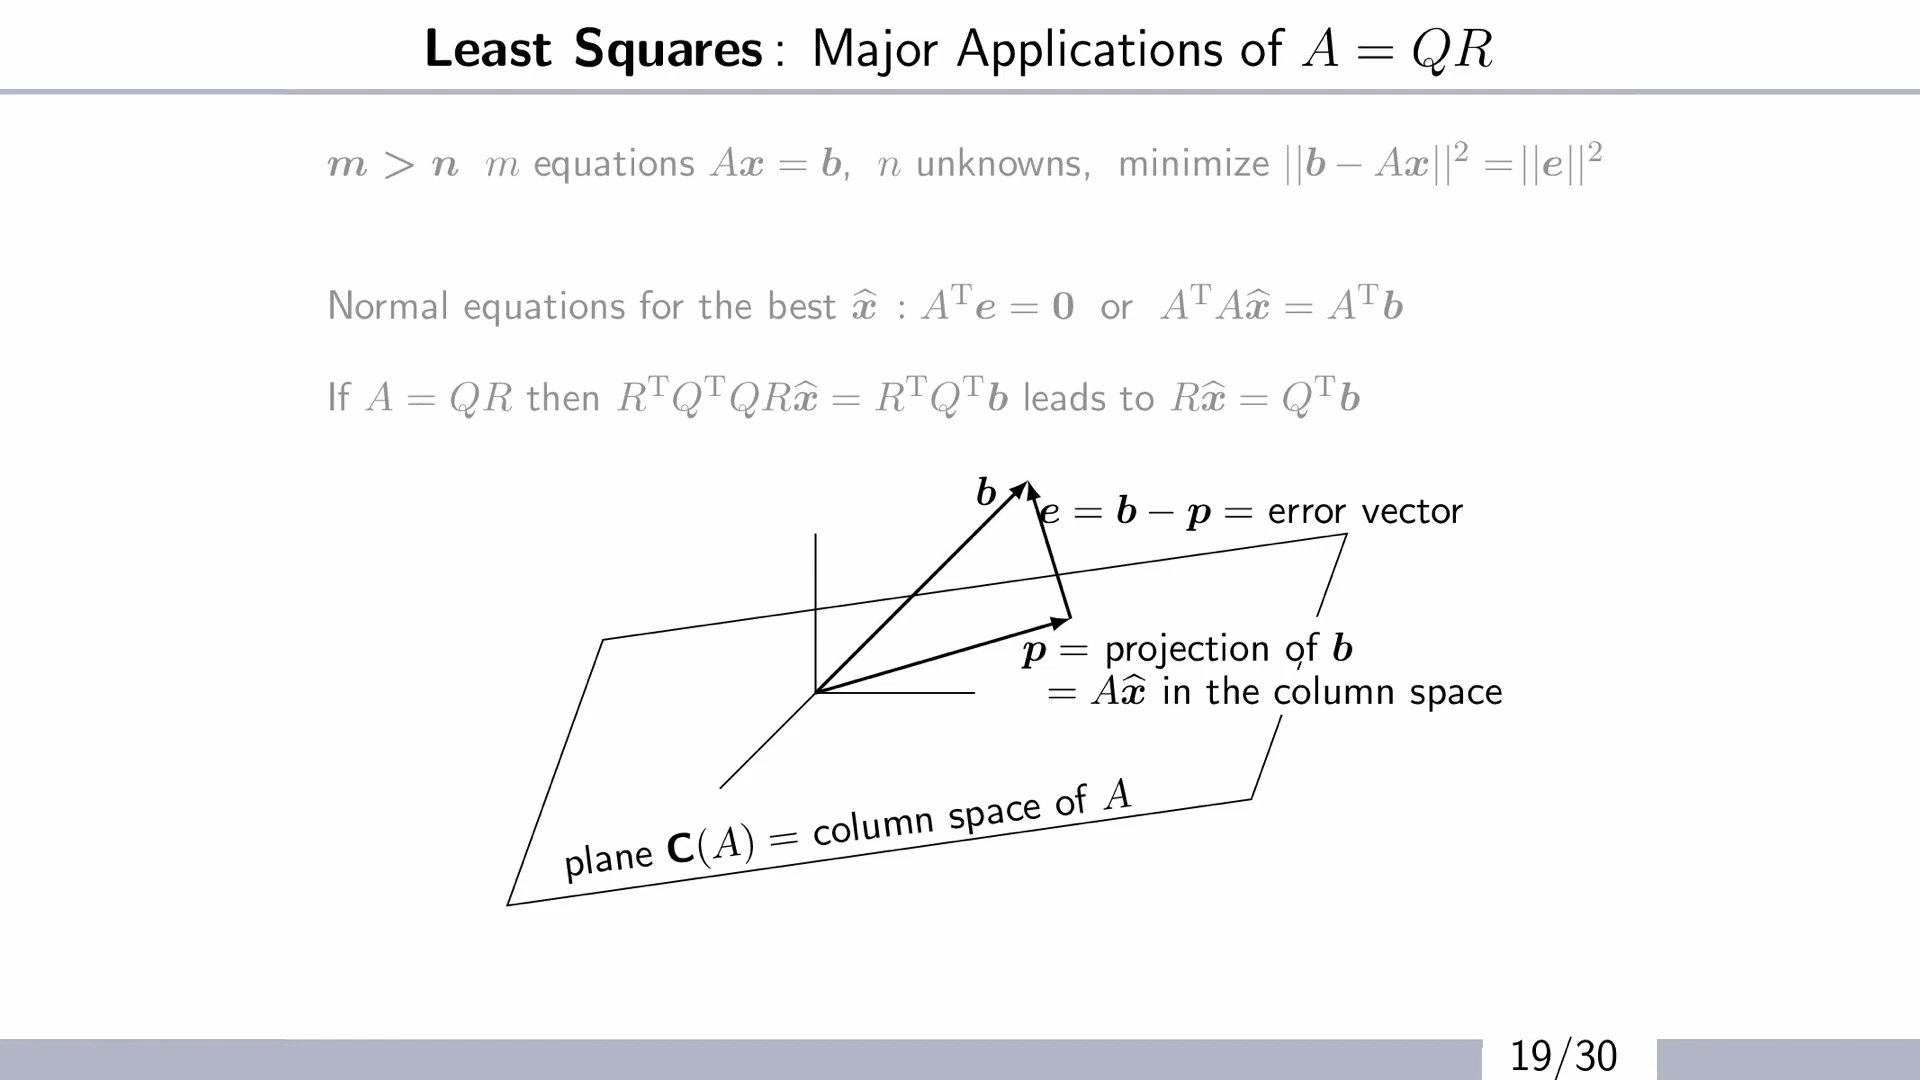 Least Squares : Major Applications of A = QR
m > n m equations Ax = b, n unknowns, minimize ||b − Ax||² = ||e||²
Normal equations for the best x̂ : Aᵀe = 0 or AᵀAx̂ = Aᵀb
If A = QR then RᵀQᵀQRx̂ = RᵀQᵀb leads to Rx̂ = Qᵀb
b
e = b − p = error vector
p = projection of b
= Ax̂ in the column space
plane C(A) = column space of A
19/30